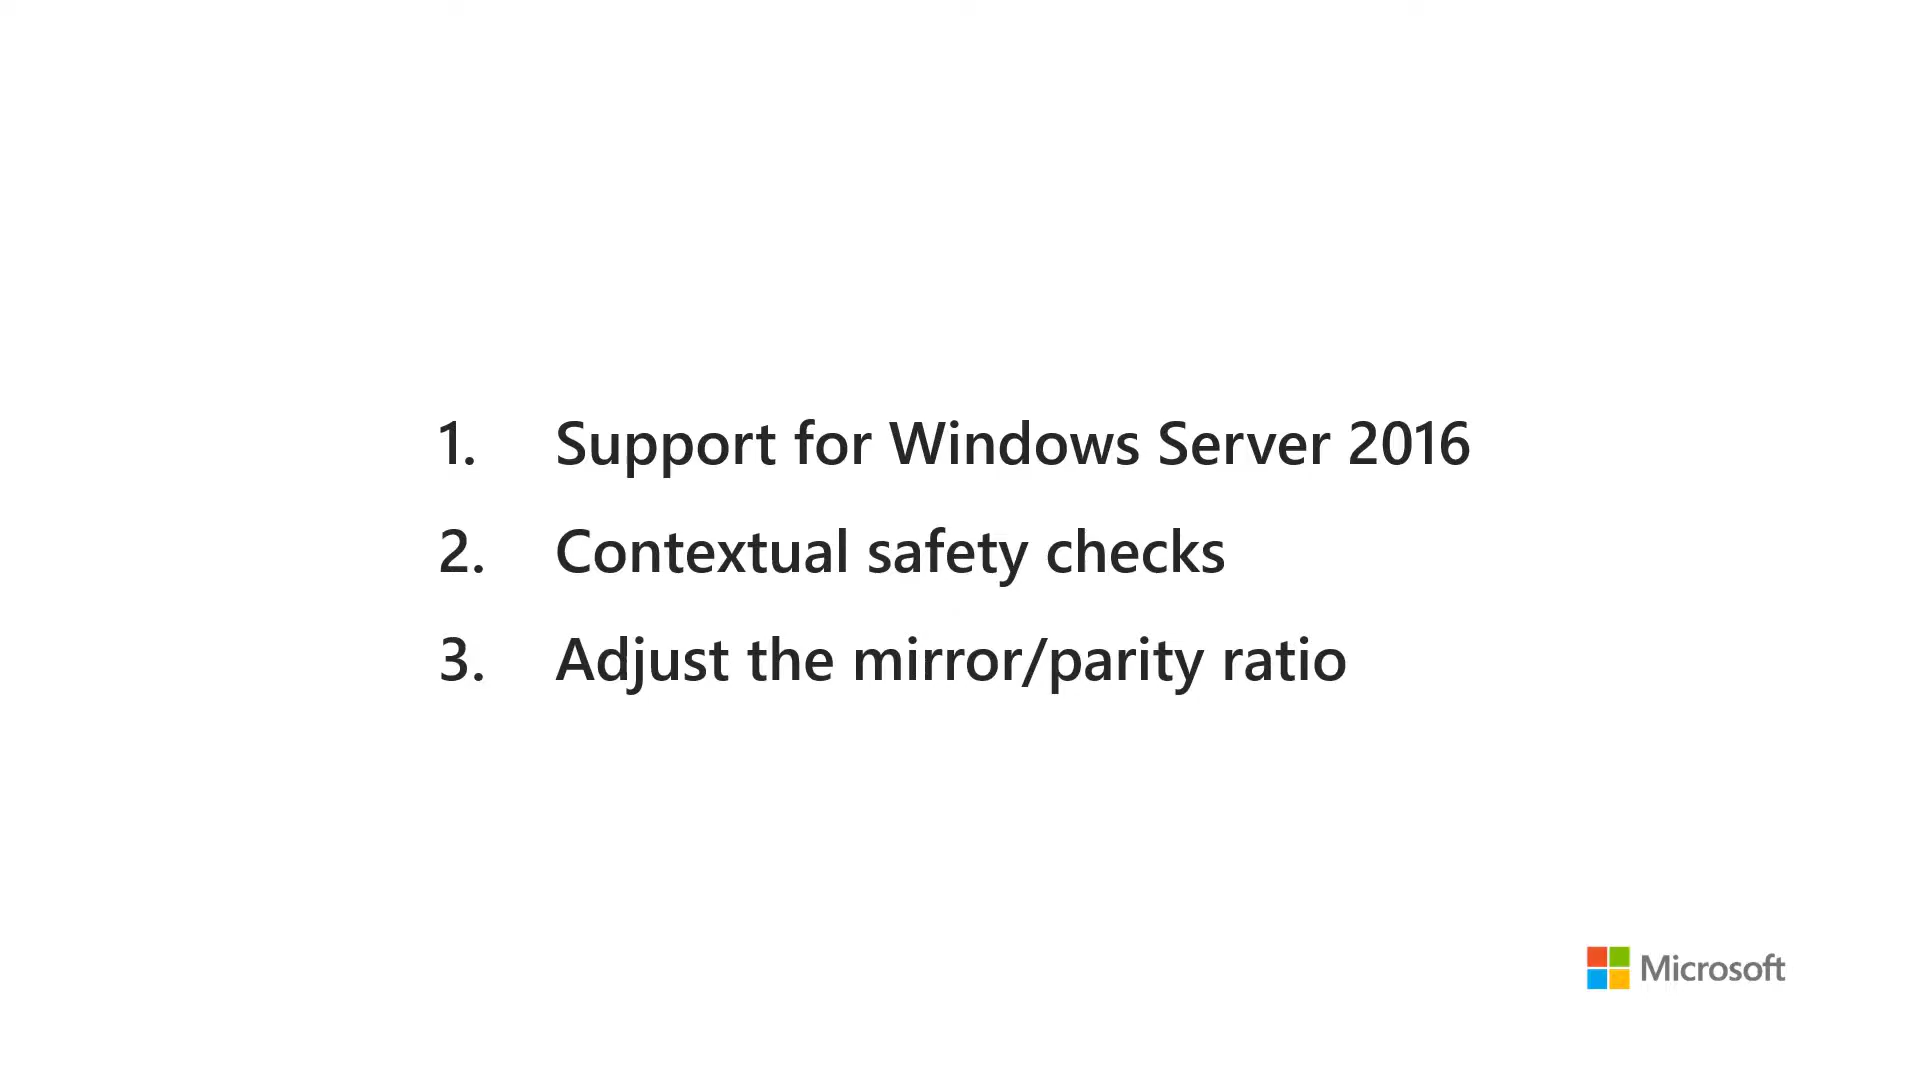 1. Support for Windows Server 2016
2. Contextual safety checks
3. Adjust the mirror/parity ratio
Microsoft